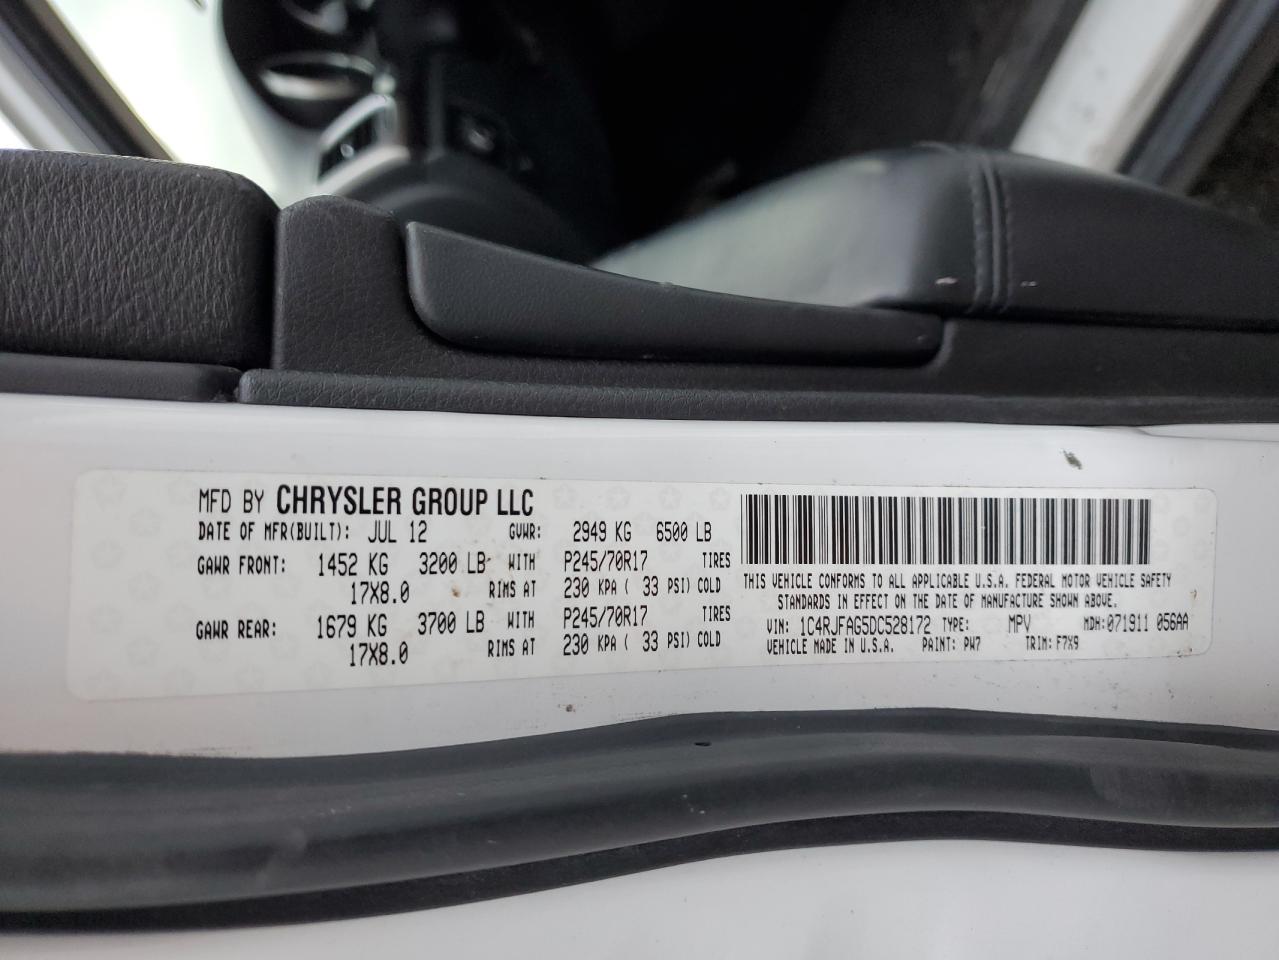 MFD BY CHRYSLER GROUP LLC
DATE OF MFR(BUILT): JUL 12 GVWR: 2949 KG 6500 LB
GAWR FRONT: 1452 KG 3200 LB WITH P245/70R17 TIRES
17X8.0 RIMS AT 230 KPA ( 33 PSI) COLD
GAWR REAR: 1679 KG 3700 LB WITH P245/70R17 TIRES
17X8.0 RIMS AT 230 KPA ( 33 PSI) COLD
THIS VEHICLE CONFORMS TO ALL APPLICABLE U.S.A. FEDERAL MOTOR VEHICLE SAFETY
STANDARDS IN EFFECT ON THE DATE OF MANUFACTURE SHOWN ABOVE.
VIN: 1C4RJFAG5DC528172 TYPE: MPV MDH: 071911 056AA
VEHICLE MADE IN U.S.A. PAINT: PW7 TRIM: F7X9